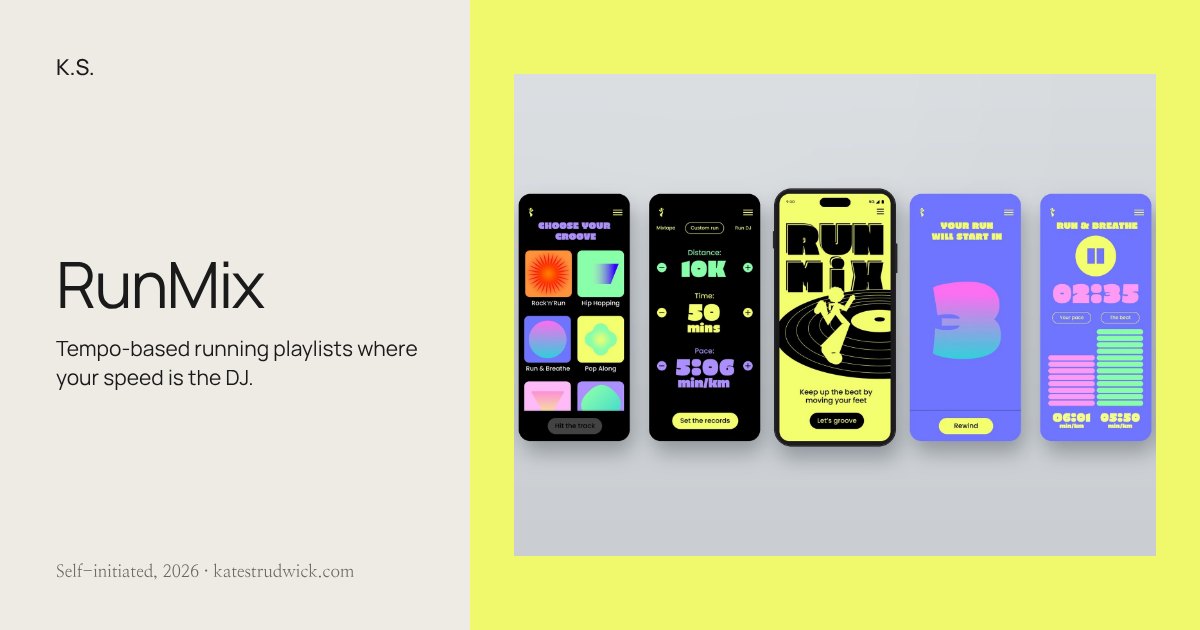 K.S.
RunMix
Tempo-based running playlists where
your speed is the DJ.
Self-initiated, 2026 · katestrudwick.com
CHOOSE YOUR
GROOVE
Rock'n'Run
Hip Hopping
Run & Breathe
Pop Along
Hit the track
Mixtape
Custom run
Run DJ
Distance:
10K
Time:
50
mins
Pace:
5:06
min/km
Set the records
9:30
RUN
MiX
Keep up the beat by
moving your feet
Let's groove
YOUR RUN
WILL START IN
3
Rewind
RUN & BREATHE
02:35
Your pace
The beat
06:01
min/km
05:50
min/km